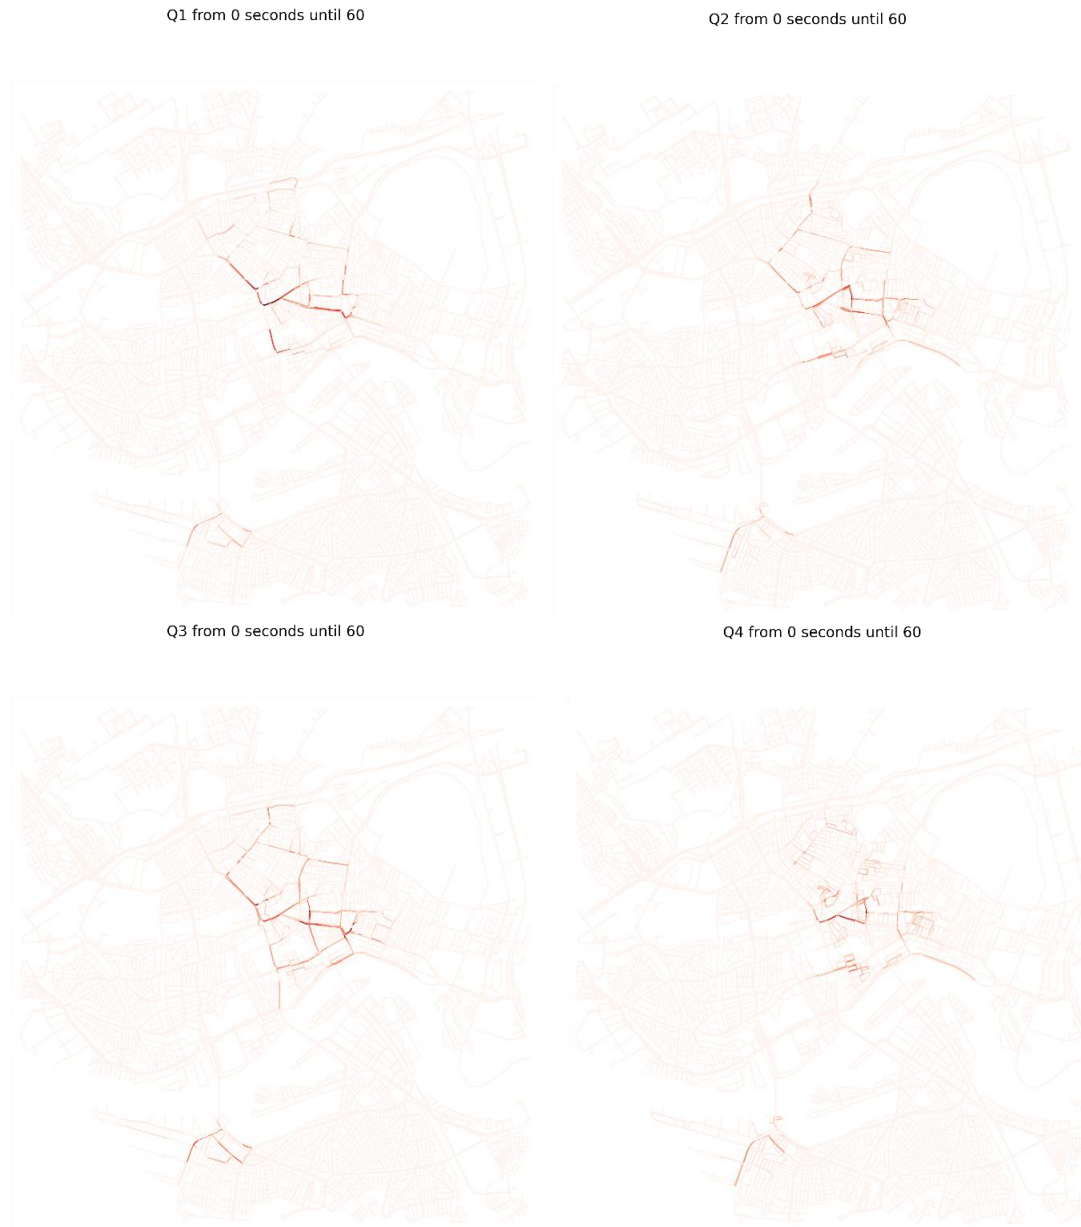 Q1 from 0 seconds until 60
Q2 from 0 seconds until 60
Q3 from 0 seconds until 60
Q4 from 0 seconds until 60